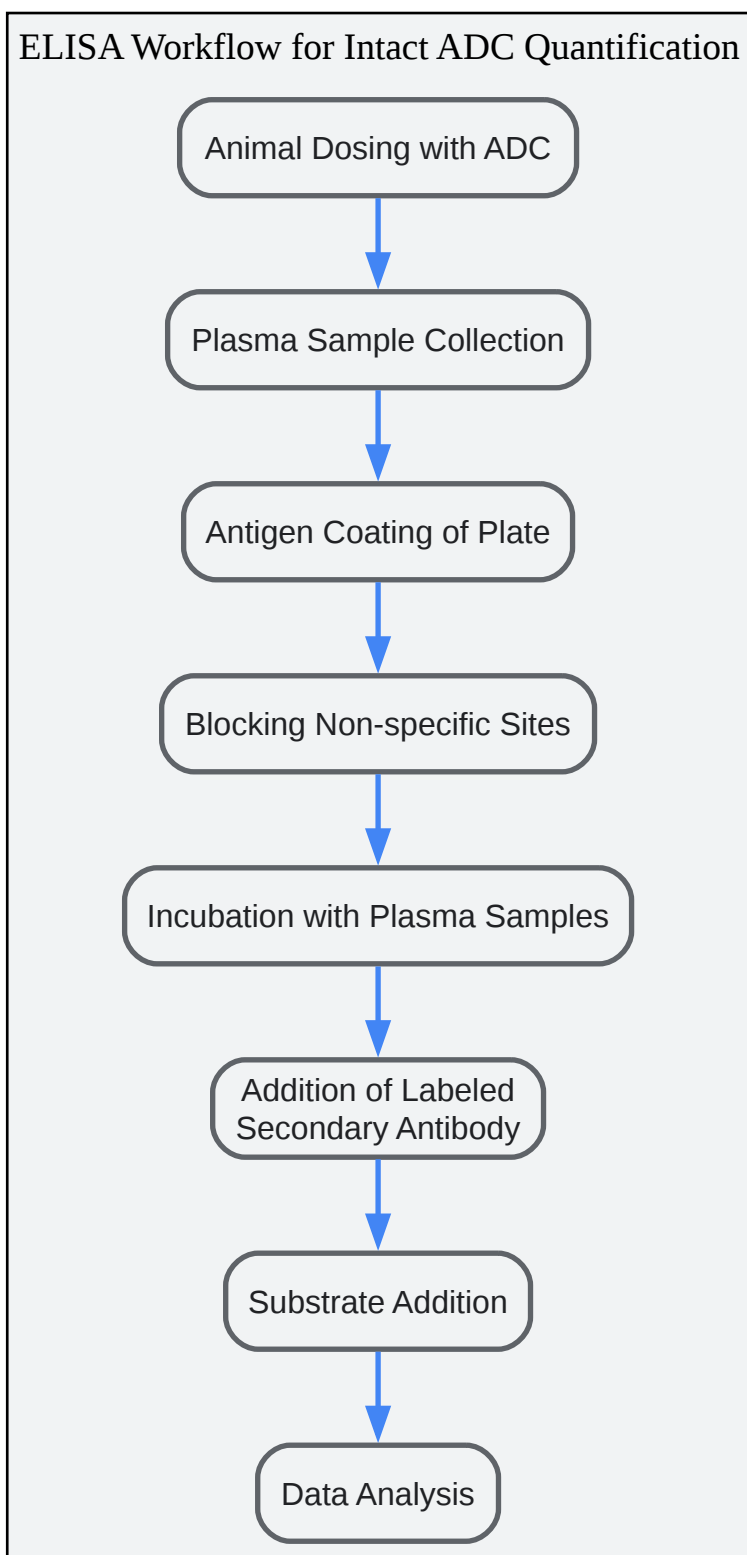 ELISA Workflow for Intact ADC Quantification
Animal Dosing with ADC
Plasma Sample Collection
Antigen Coating of Plate
Blocking Non-specific Sites
Incubation with Plasma Samples
Addition of Labeled
Secondary Antibody
Substrate Addition
Data Analysis